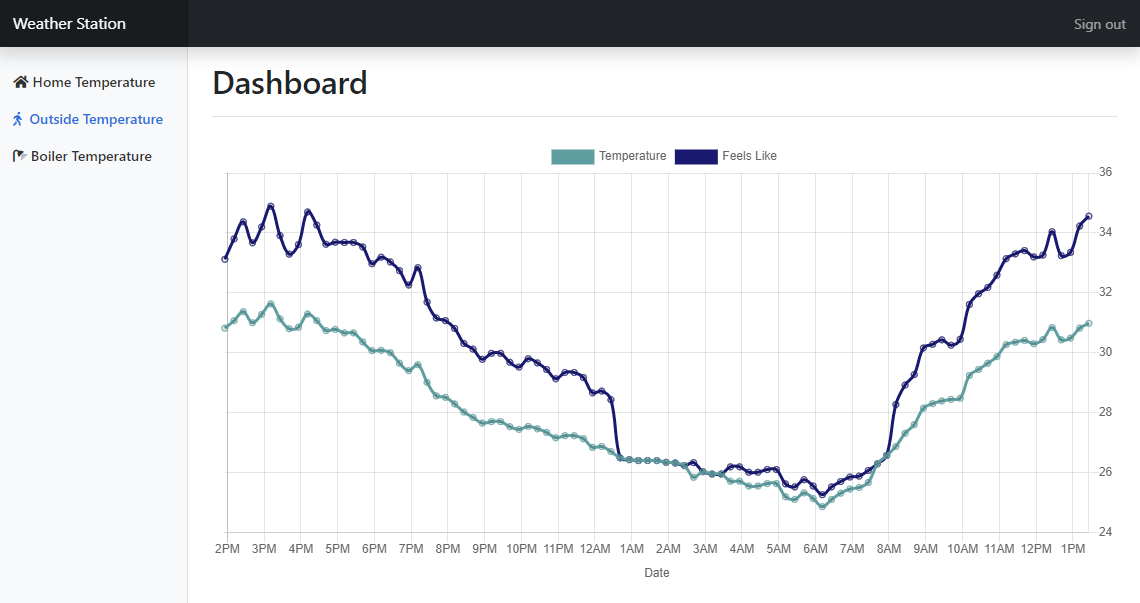 Weather Station
Sign out
Home Temperature
Outside Temperature
Boiler Temperature
Dashboard
Temperature Feels Like
36
34
32
30
28
26
24
2PM 3PM 4PM 5PM 6PM 7PM 8PM 9PM 10PM 11PM 12AM 1AM 2AM 3AM 4AM 5AM 6AM 7AM 8AM 9AM 10AM 11AM 12PM 1PM
Date